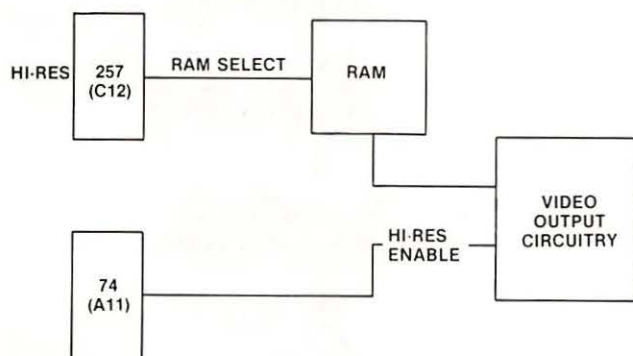 HI-RES
257
(C12)
RAM SELECT
RAM
VIDEO
OUTPUT
CIRCUITRY
HI-RES
ENABLE
74
(A11)